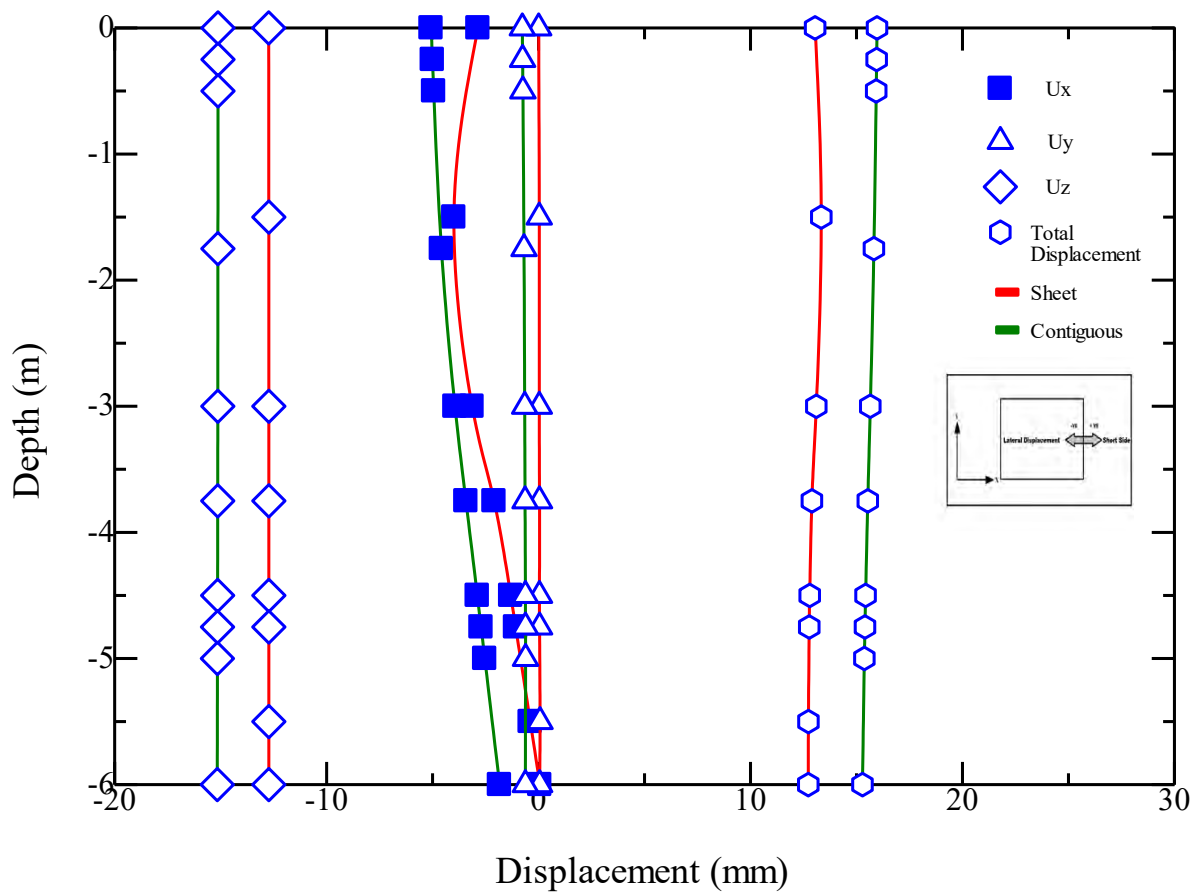 0
-1
-2
-3
-4
-5
-6
-20
-10
0
10
20
30
Depth (m)
Displacement (mm)
Ux
Uy
Uz
Total
Displacement
Sheet
Contiguous
Lateral Displacement
Short Side